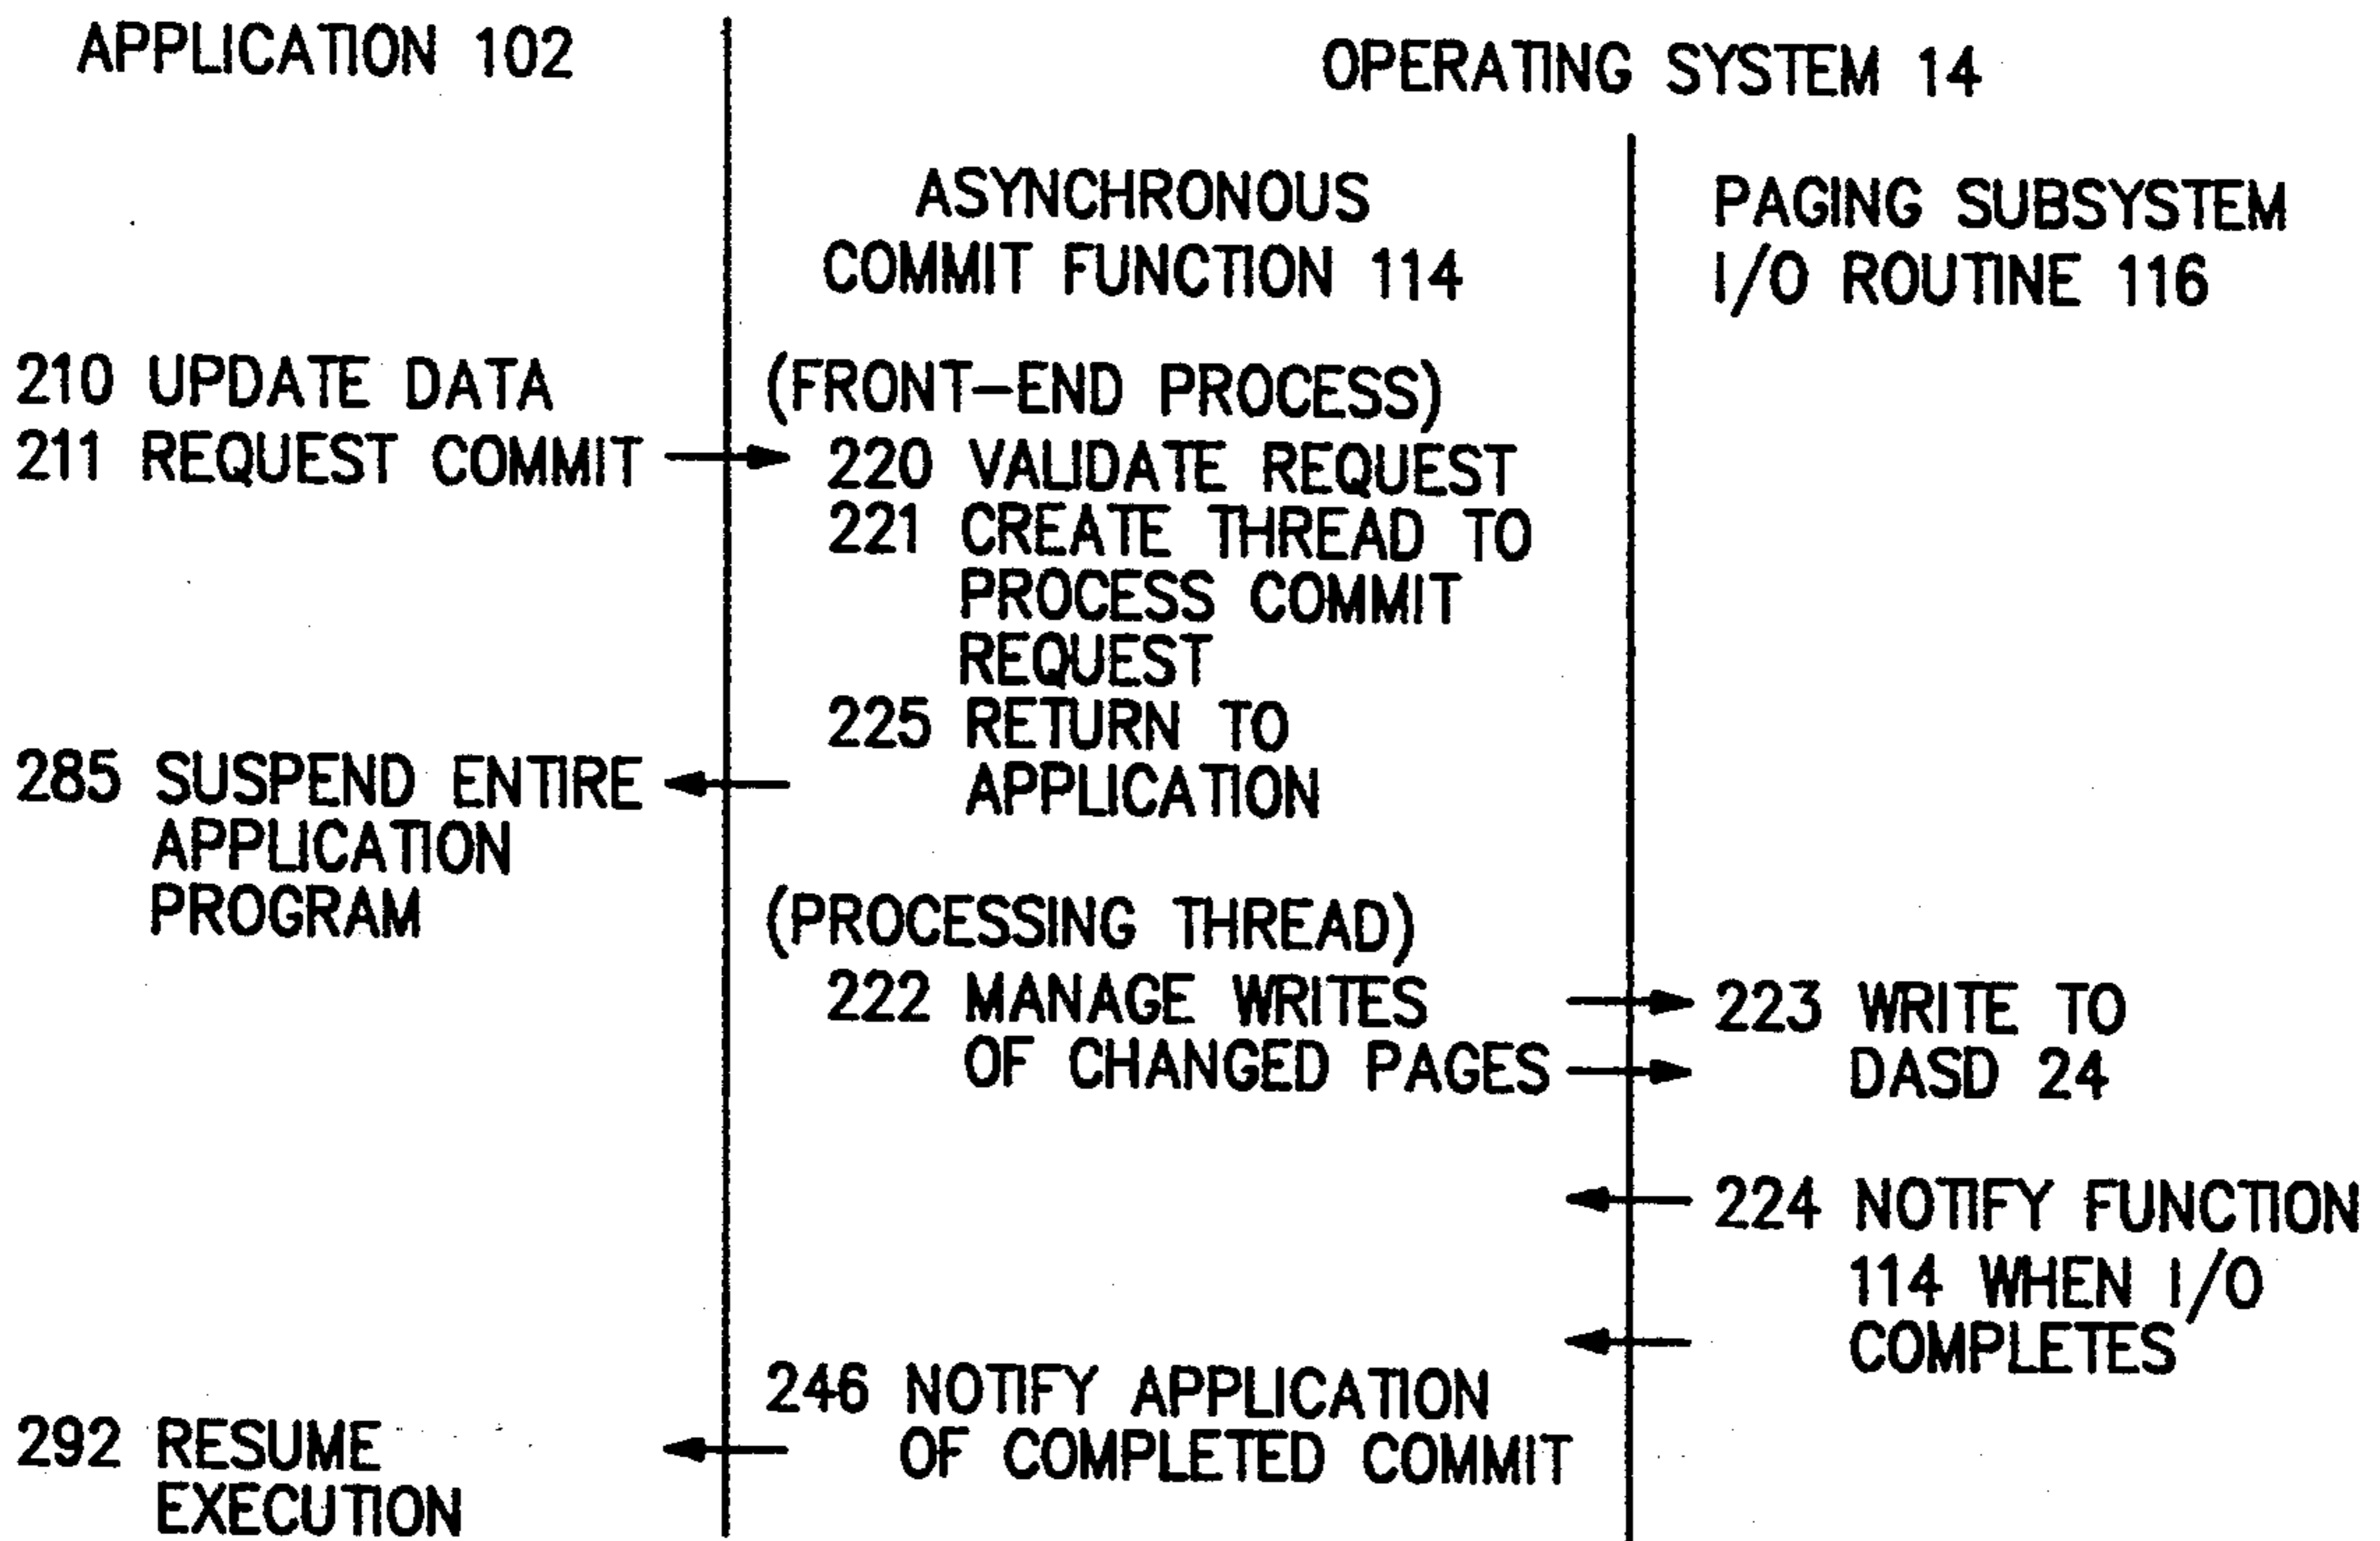 APPLICATION 102
OPERATING SYSTEM 14
ASYNCHRONOUS
COMMIT FUNCTION 114
PAGING SUBSYSTEM
I/O ROUTINE 116
210 UPDATE DATA
211 REQUEST COMMIT
(FRONT-END PROCESS)
220 VALIDATE REQUEST
221 CREATE THREAD TO
PROCESS COMMIT
REQUEST
225 RETURN TO
APPLICATION
285 SUSPEND ENTIRE
APPLICATION
PROGRAM
(PROCESSING THREAD)
222 MANAGE WRITES
OF CHANGED PAGES
223 WRITE TO
DASD 24
224 NOTIFY FUNCTION
114 WHEN I/O
COMPLETES
246 NOTIFY APPLICATION
OF COMPLETED COMMIT
292 RESUME
EXECUTION